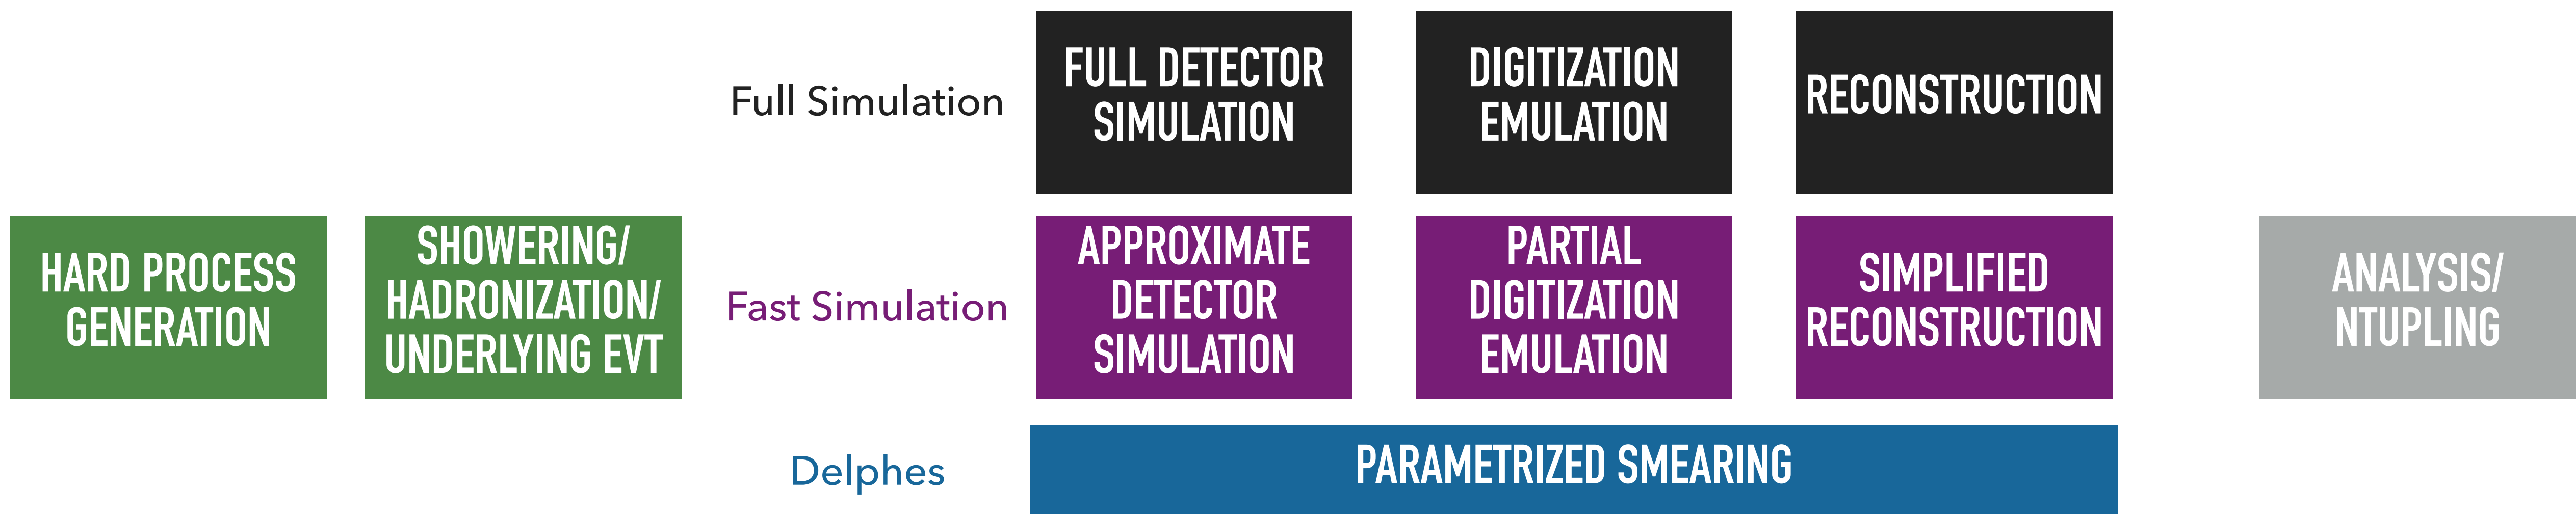 HARD PROCESS
GENERATION
SHOWERING/
HADRONIZATION/
UNDERLYING EVT
Full Simulation
FULL DETECTOR
SIMULATION
DIGITIZATION
EMULATION
RECONSTRUCTION
Fast Simulation
APPROXIMATE
DETECTOR
SIMULATION
PARTIAL
DIGITIZATION
EMULATION
SIMPLIFIED
RECONSTRUCTION
Delphes
PARAMETRIZED SMEARING
ANALYSIS/
NTUPLING